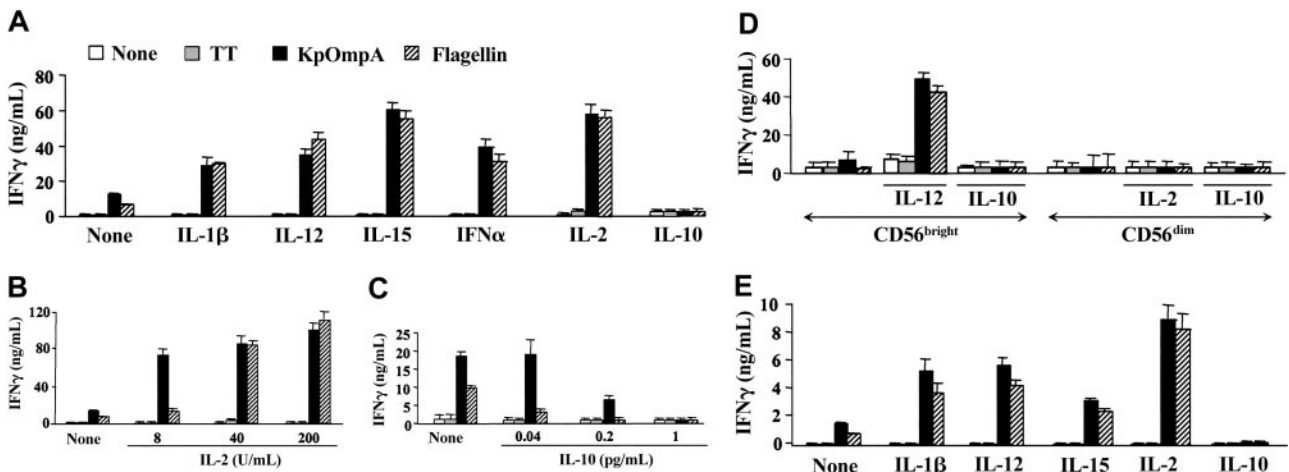 A
None TT KpOmpA Flagellin
IFNγ (ng/mL)
80
60
40
20
0
None IL-1β IL-12 IL-15 IFNα IL-2 IL-10
B
IFNγ (ng/mL)
120
80
40
0
None 8 40 200
IL-2 (U/mL)
C
IFNγ (ng/mL)
25
20
15
10
5
0
None 0.04 0.2 1
IL-10 (pg/mL)
D
IFNγ (ng/mL)
60
40
20
0
IL-12 IL-10 IL-2 IL-10
CD56bright CD56dim
E
IFNγ (ng/mL)
10
8
6
4
2
0
None IL-1β IL-12 IL-15 IL-2 IL-10